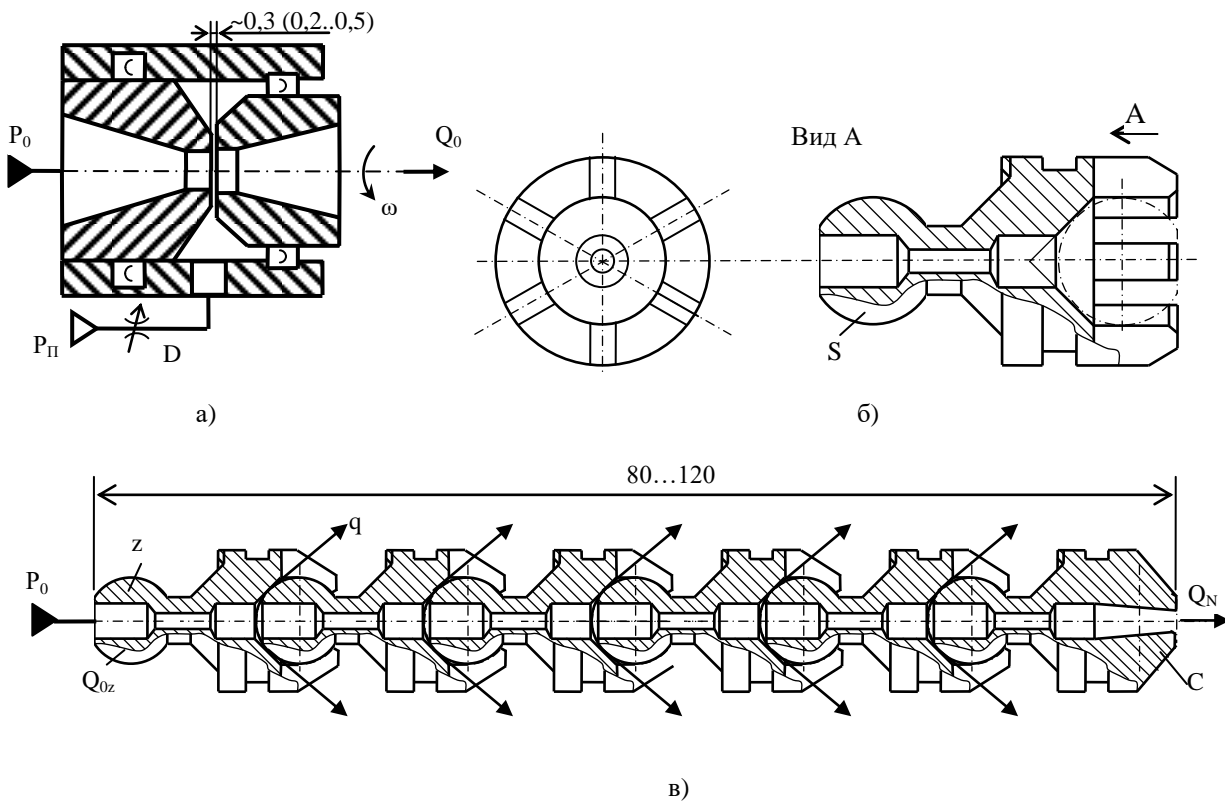 ~0,3 (0,2..0,5)
P0
Q0
ω
PП
D
а)
Вид А
А
S
б)
80…120
z
q
P0
Q0z
QN
С
в)